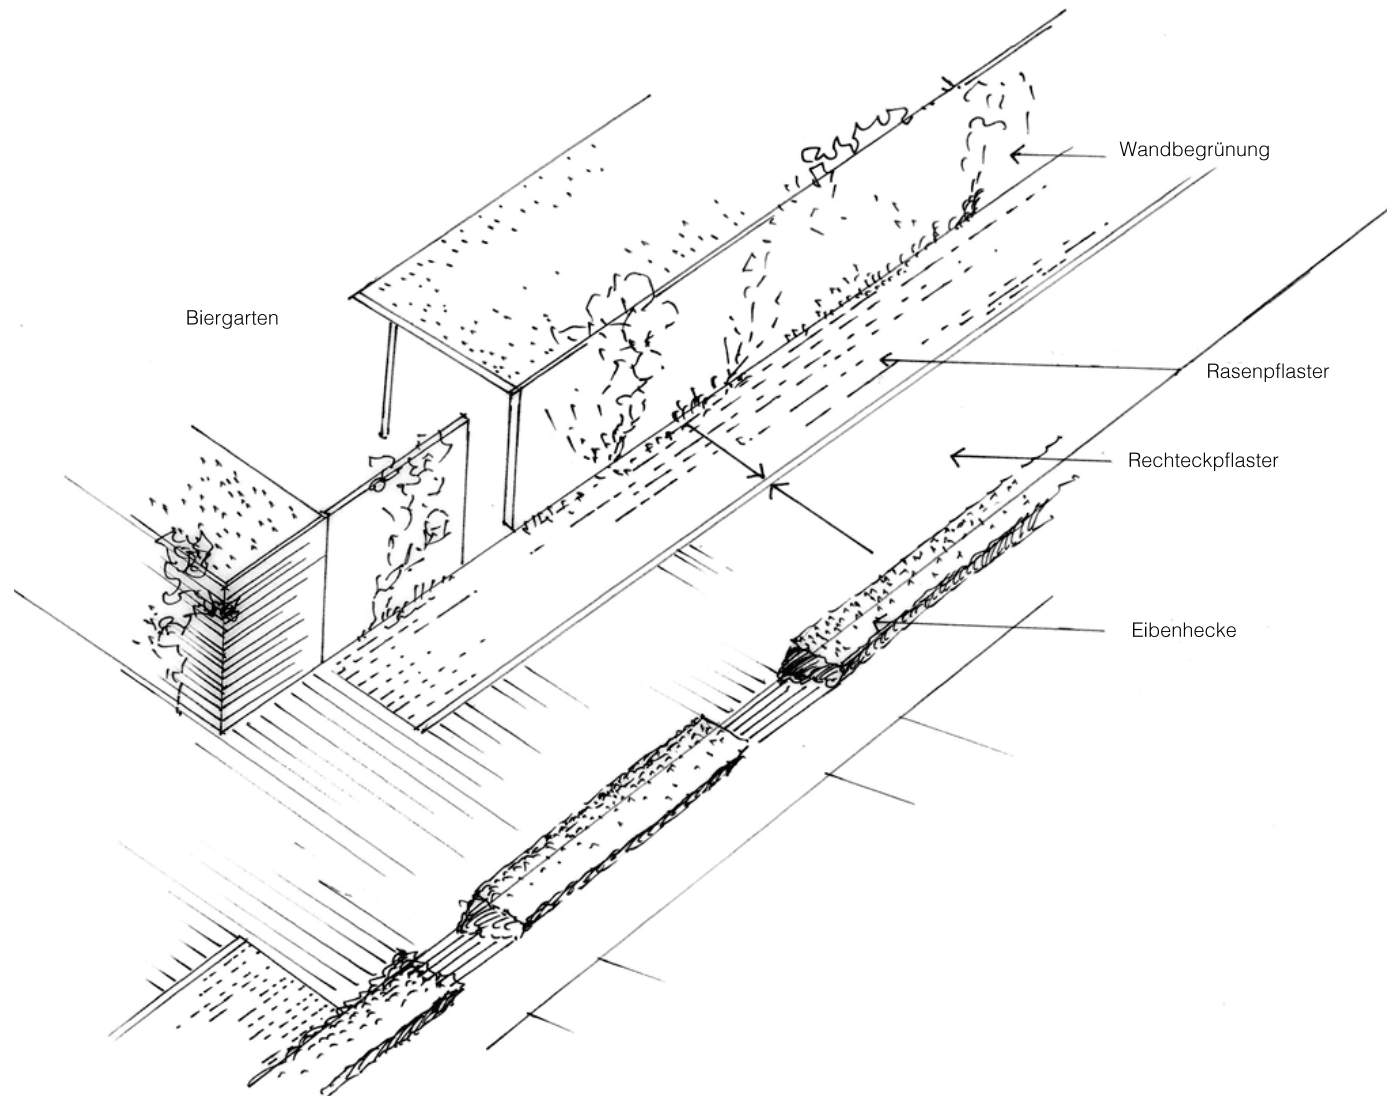 Wandbegrünung
Biergarten
Rasenpflaster
Rechteckpflaster
Eibenhecke